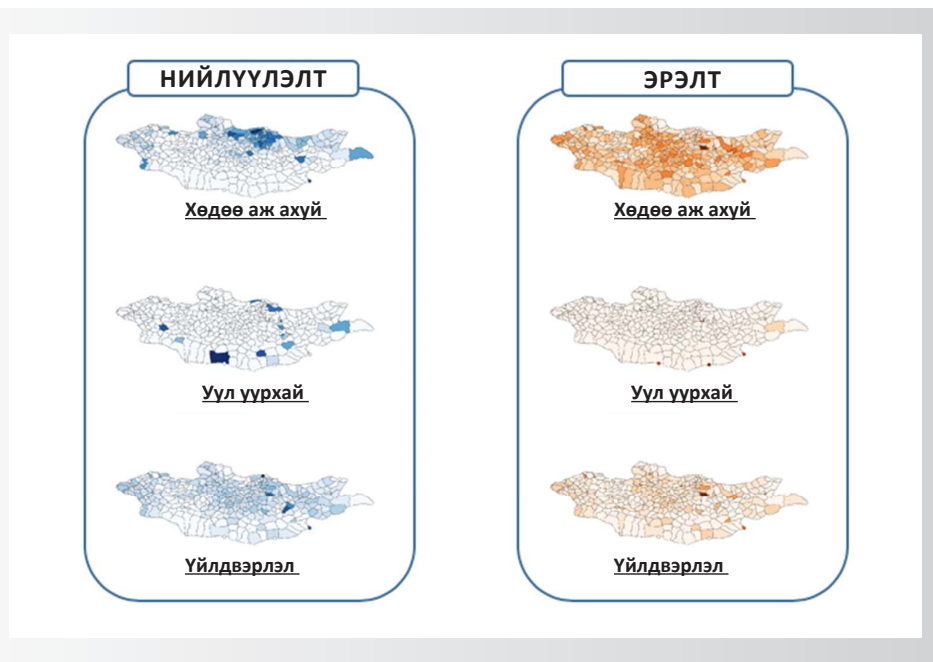 НИЙЛҮҮЛЭЛТ
Хөдөө аж ахуй
Уул уурхай
Үйлдвэрлэл
ЭРЭЛТ
Хөдөө аж ахуй
Уул уурхай
Үйлдвэрлэл